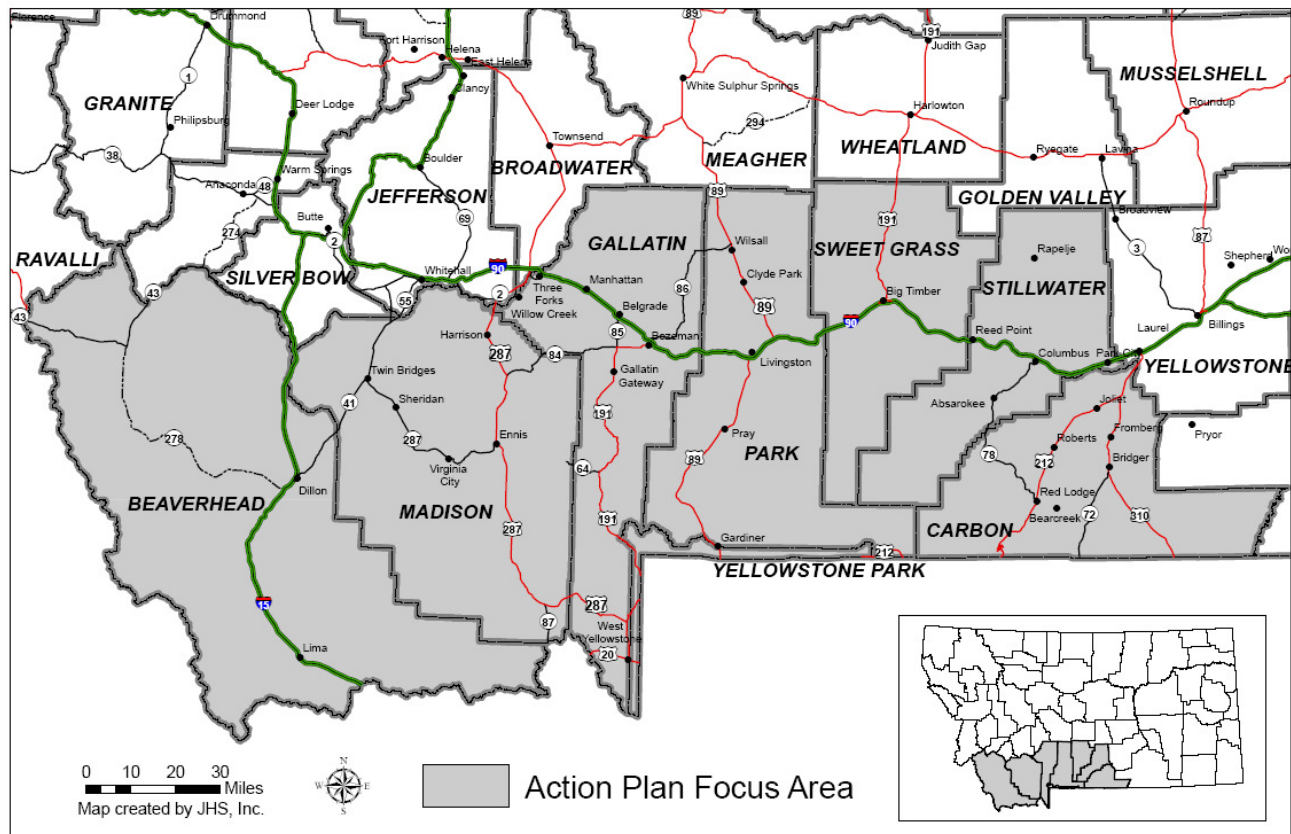 Florence
Drummond
89
191
Judith Gap
Fort Harrison
Helena
East Helena
MUSSELSHELL
1
Clancy
White Sulphur Springs
GRANITE
Deer Lodge
Harlowton
Roundup
Philipsburg
294
Townsend
WHEATLAND
38
BROADWATER
MEAGHER
Ryegate
Lavina
Boulder
Warm Springs
Anaconda
48
JEFFERSON
89
GOLDEN VALLEY
Butte
69
191
Broadview
274
2
GALLATIN
Wilsall
SWEET GRASS
Rapelje
3
87
RAVALLI
SILVER BOW
Whitehall
90
Shepherd
Wo
43
55
2
Three
Forks
Manhattan
86
Clyde Park
Big Timber
STILLWATER
Willow Creek
89
43
Belgrade
90
Laurel
Billings
Harrison
85
Bozeman
Reed Point
287
84
Livingston
Columbus
Park City
YELLOWSTONE
Twin Bridges
Gallatin
Gateway
41
Sheridan
191
Absarokee
Joliet
Ennis
Pray
Roberts
Fromberg
Pryor
278
287
PARK
78
212
Virginia
City
64
89
Bridger
Dillon
BEAVERHEAD
MADISON
191
Red Lodge
Bearcreek
287
CARBON
72
310
Gardiner
212
YELLOWSTONE PARK
15
287
87
West
Yellowstone
Lima
20
0 10 20 30
Miles
Map created by JHS, Inc.
N
W
E
S
Action Plan Focus Area